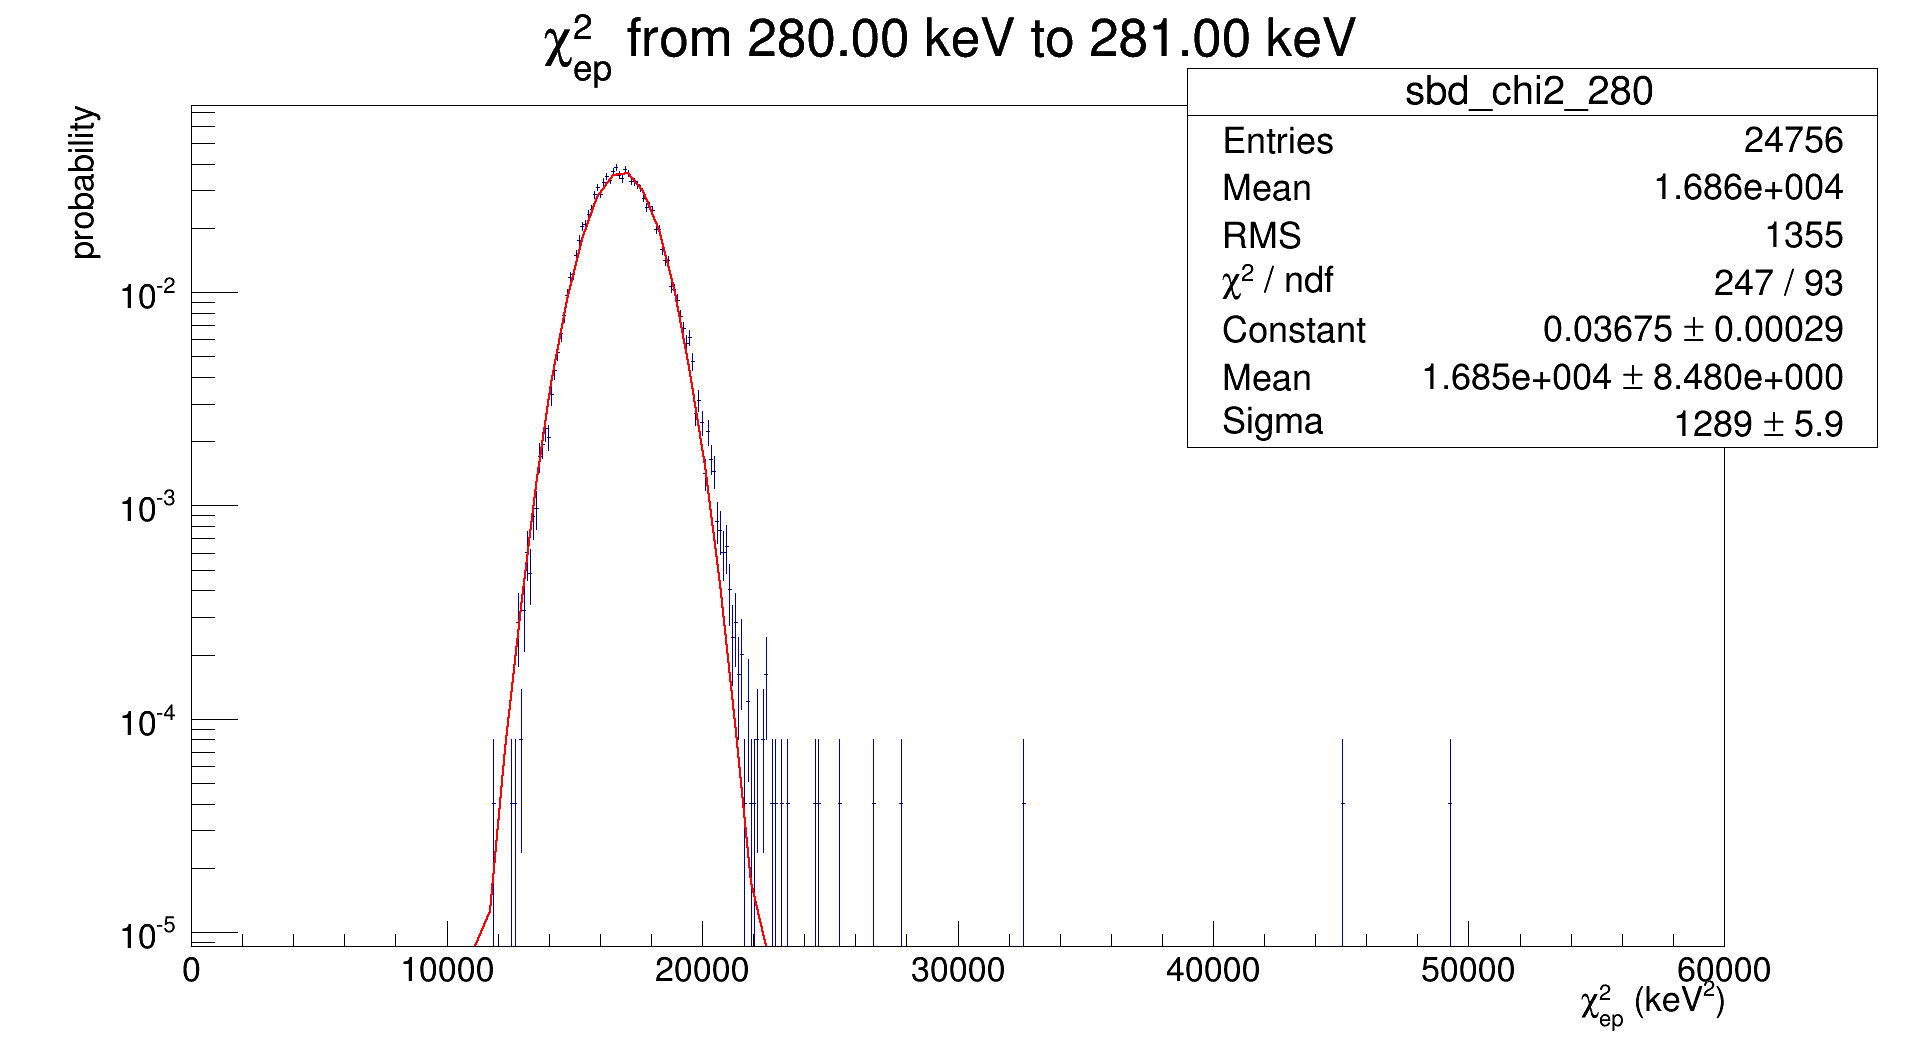 χ²ep from 280.00 keV to 281.00 keV
probability
sbd_chi2_280
Entries 24756
Mean 1.686e+004
RMS 1355
χ² / ndf 247 / 93
Constant 0.03675 ± 0.00029
Mean 1.685e+004 ± 8.480e+000
Sigma 1289 ± 5.9
10⁻²
10⁻³
10⁻⁴
10⁻⁵
0 10000 20000 30000 40000 50000 60000
χ²ep (keV²)